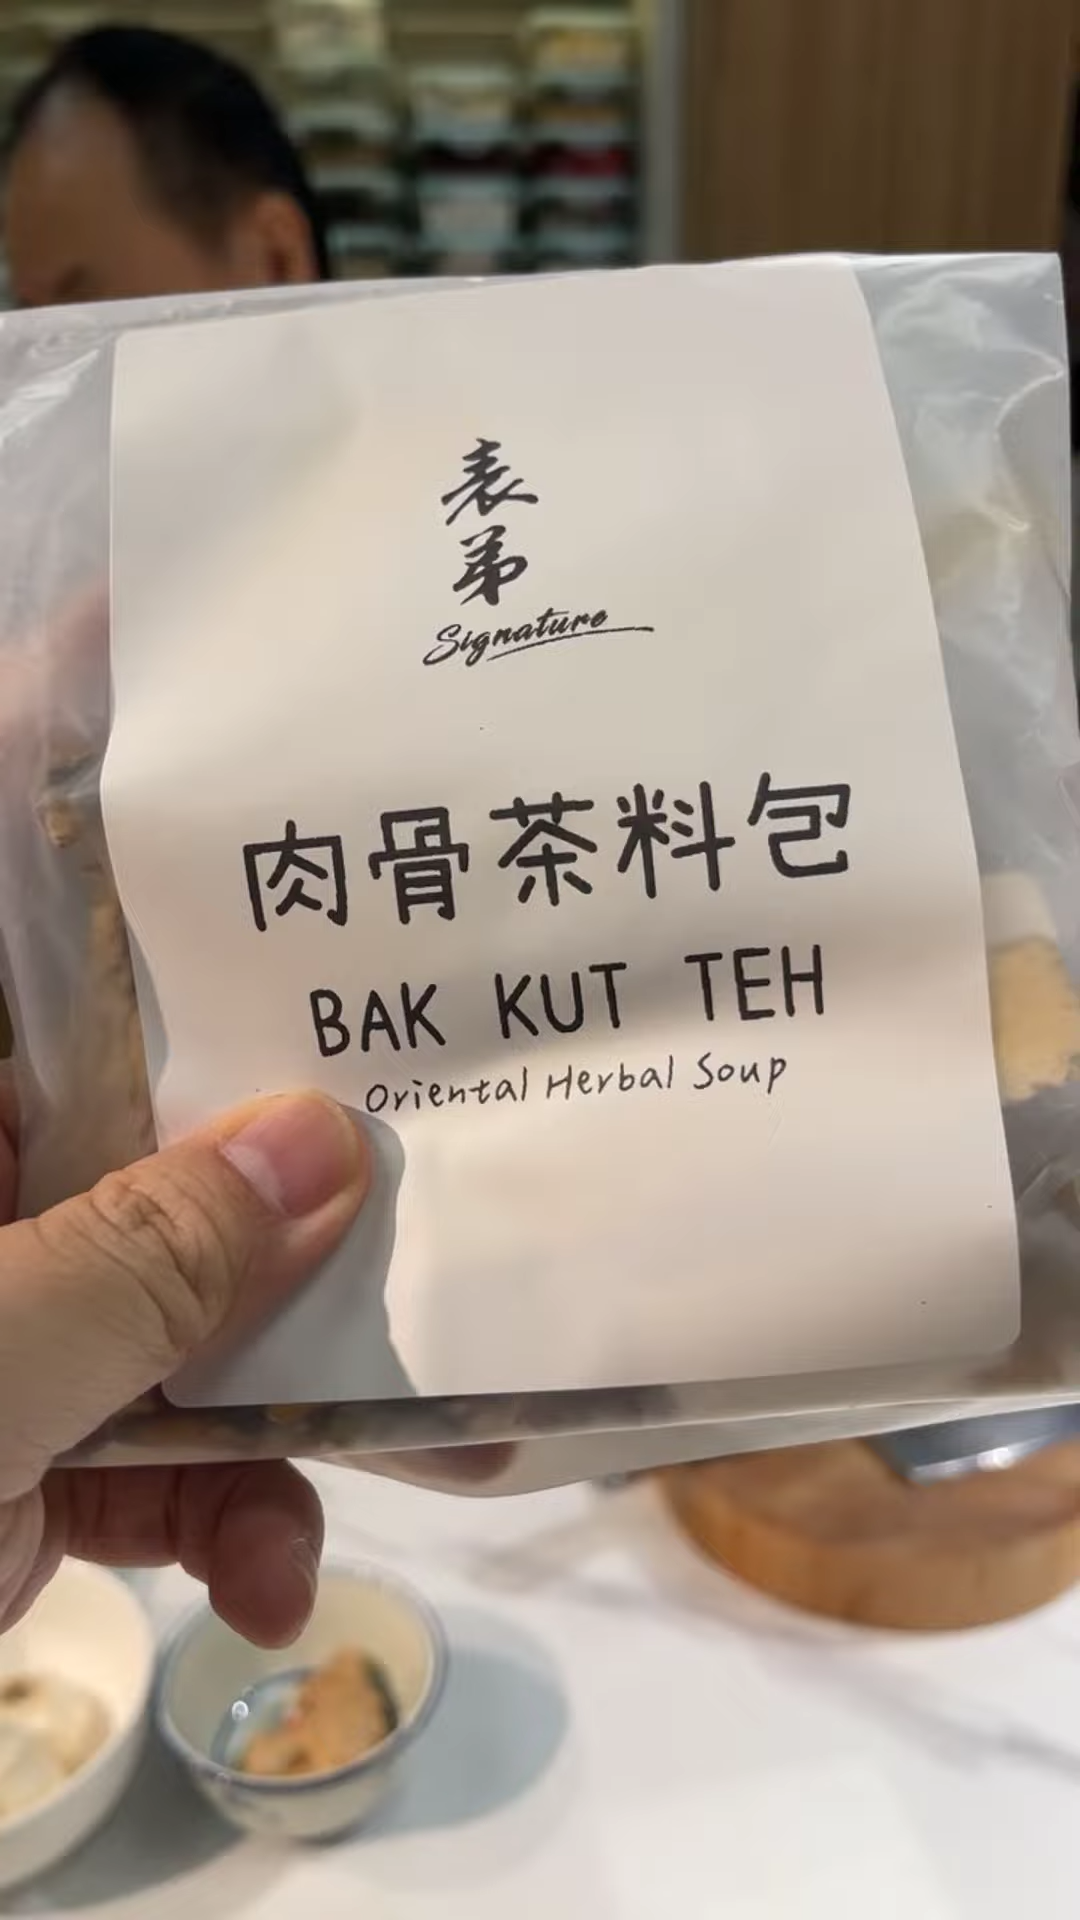 表
弟
Signature
肉骨茶料包
BAK KUT TEH
Oriental Herbal Soup